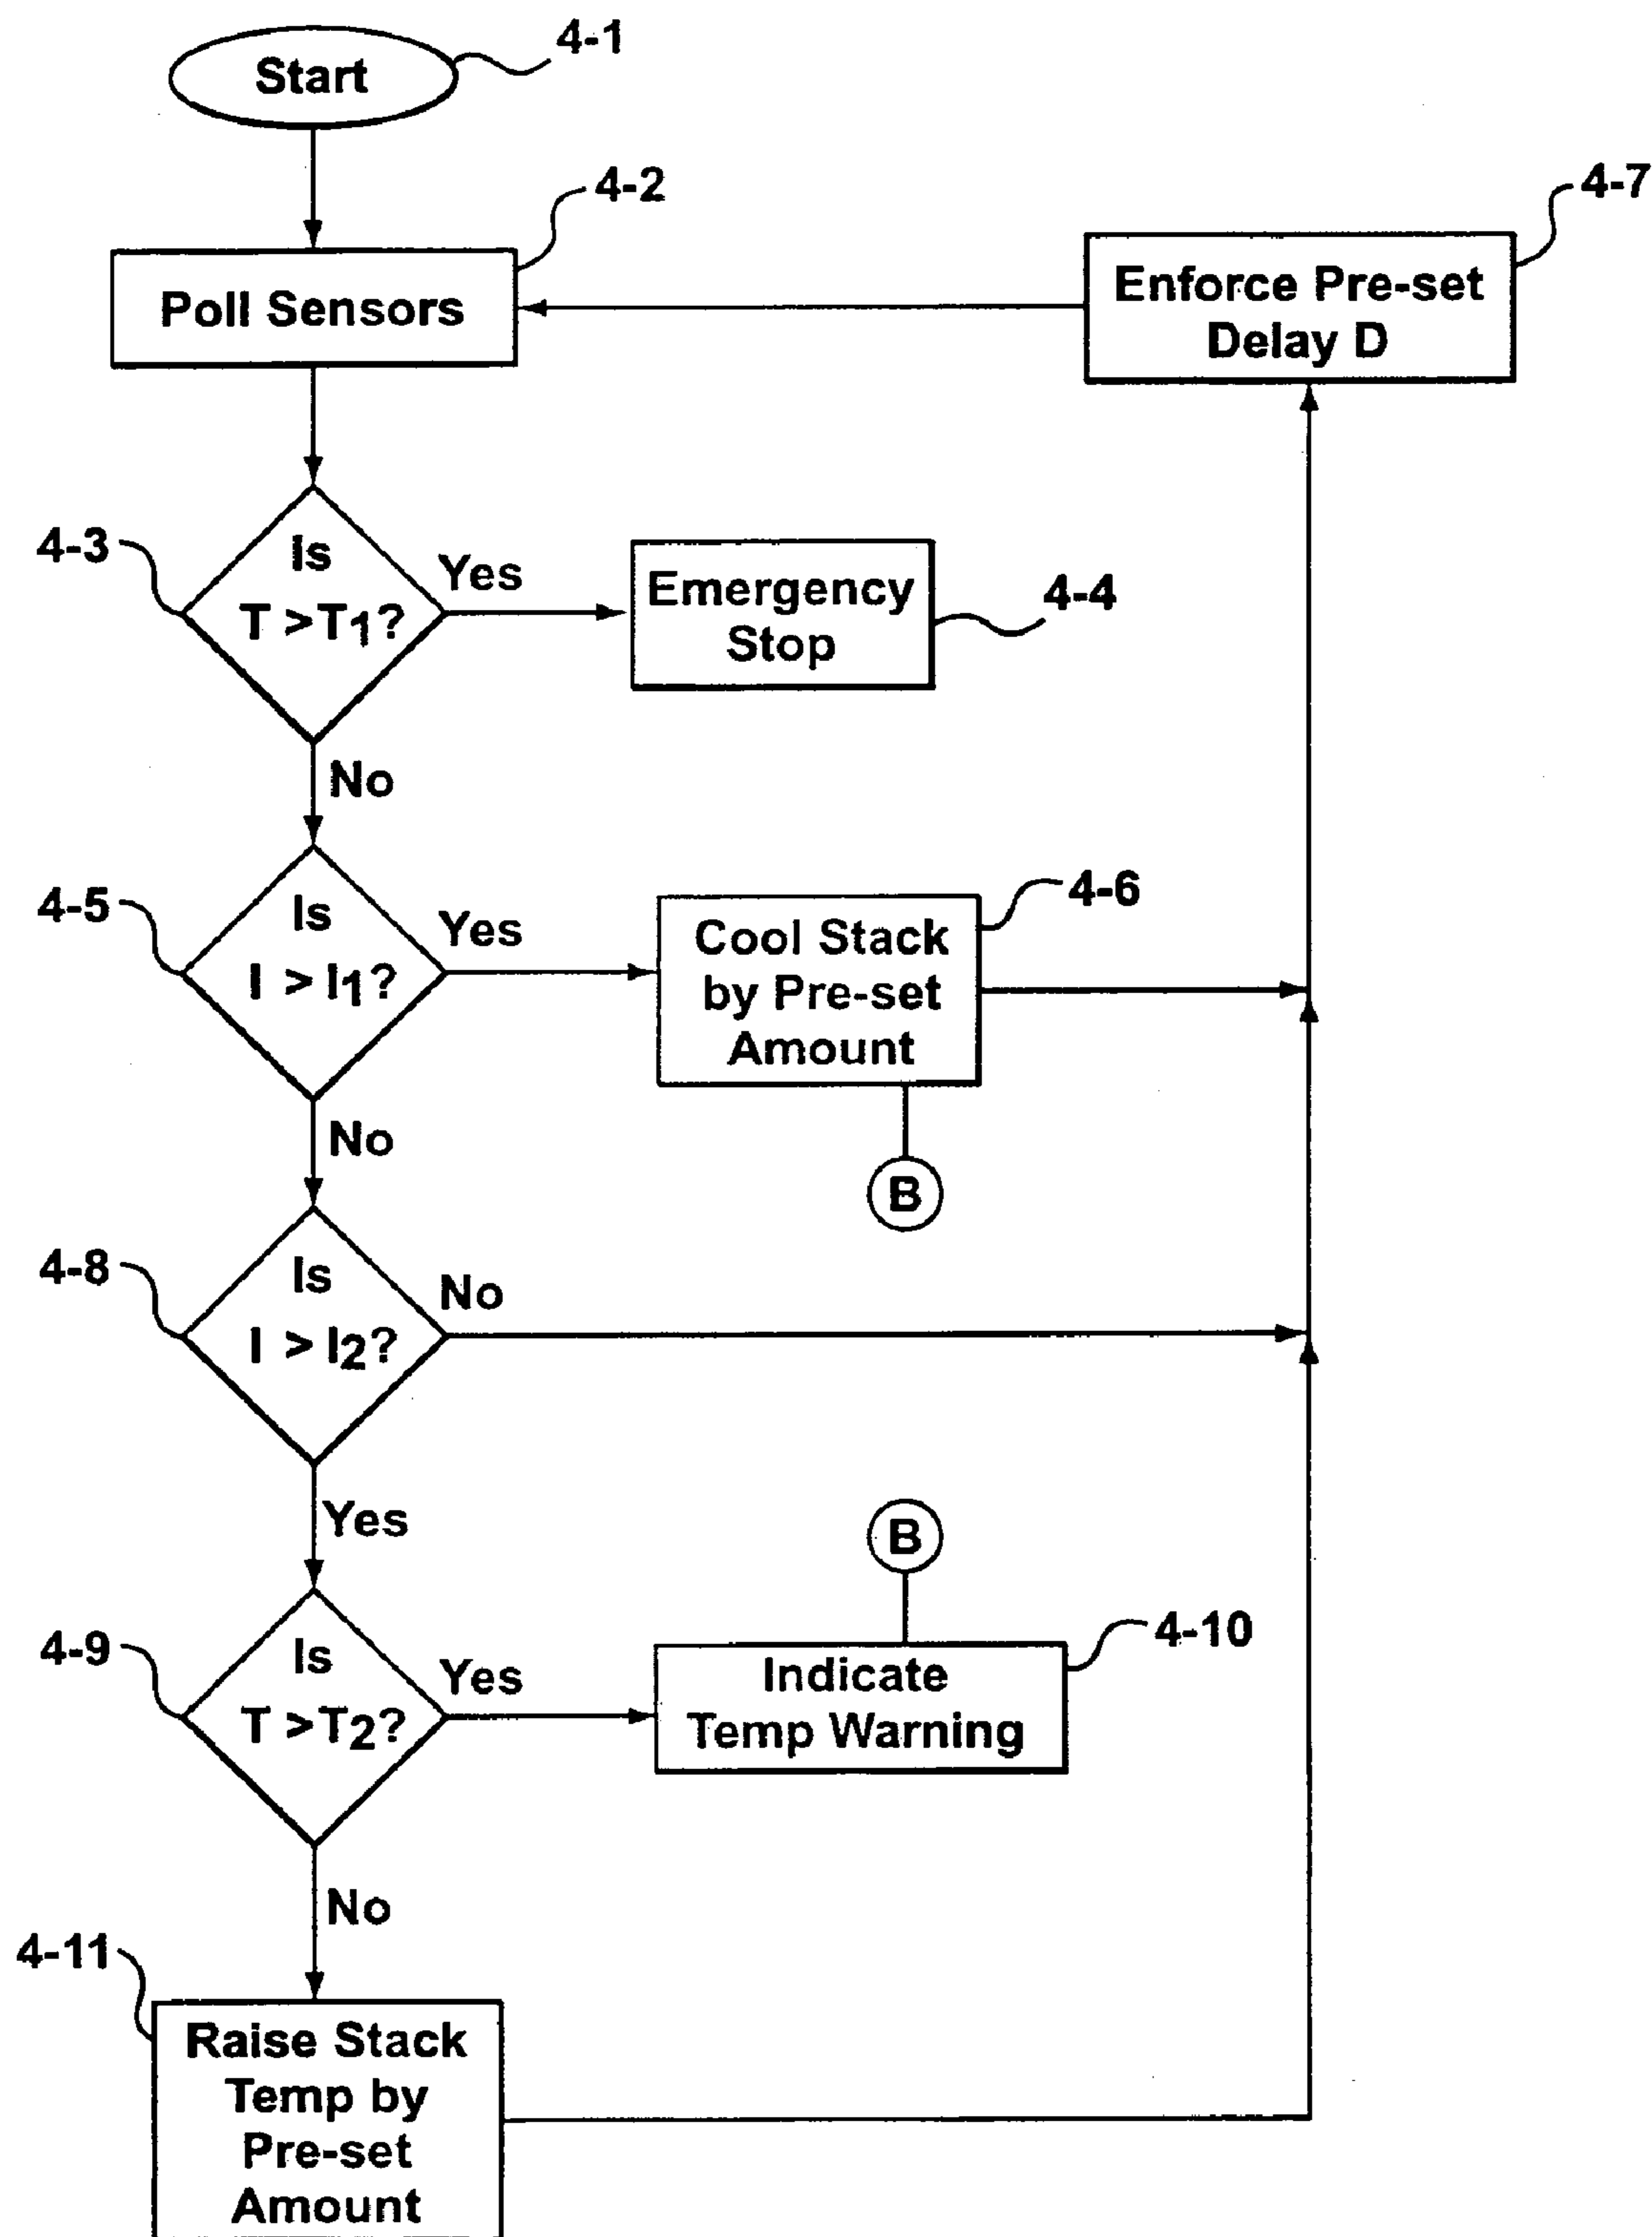 Start
4-1
4-2
4-7
Poll Sensors
Enforce Pre-set
Delay D
4-3
Is
T >T1?
Yes
Emergency
Stop
4-4
No
4-5
Is
I > I1?
Yes
Cool Stack
by Pre-set
Amount
4-6
No
B
4-8
Is
I > I2?
No
Yes
B
4-9
Is
T >T2?
Yes
Indicate
Temp Warning
4-10
No
4-11
Raise Stack
Temp by
Pre-set
Amount